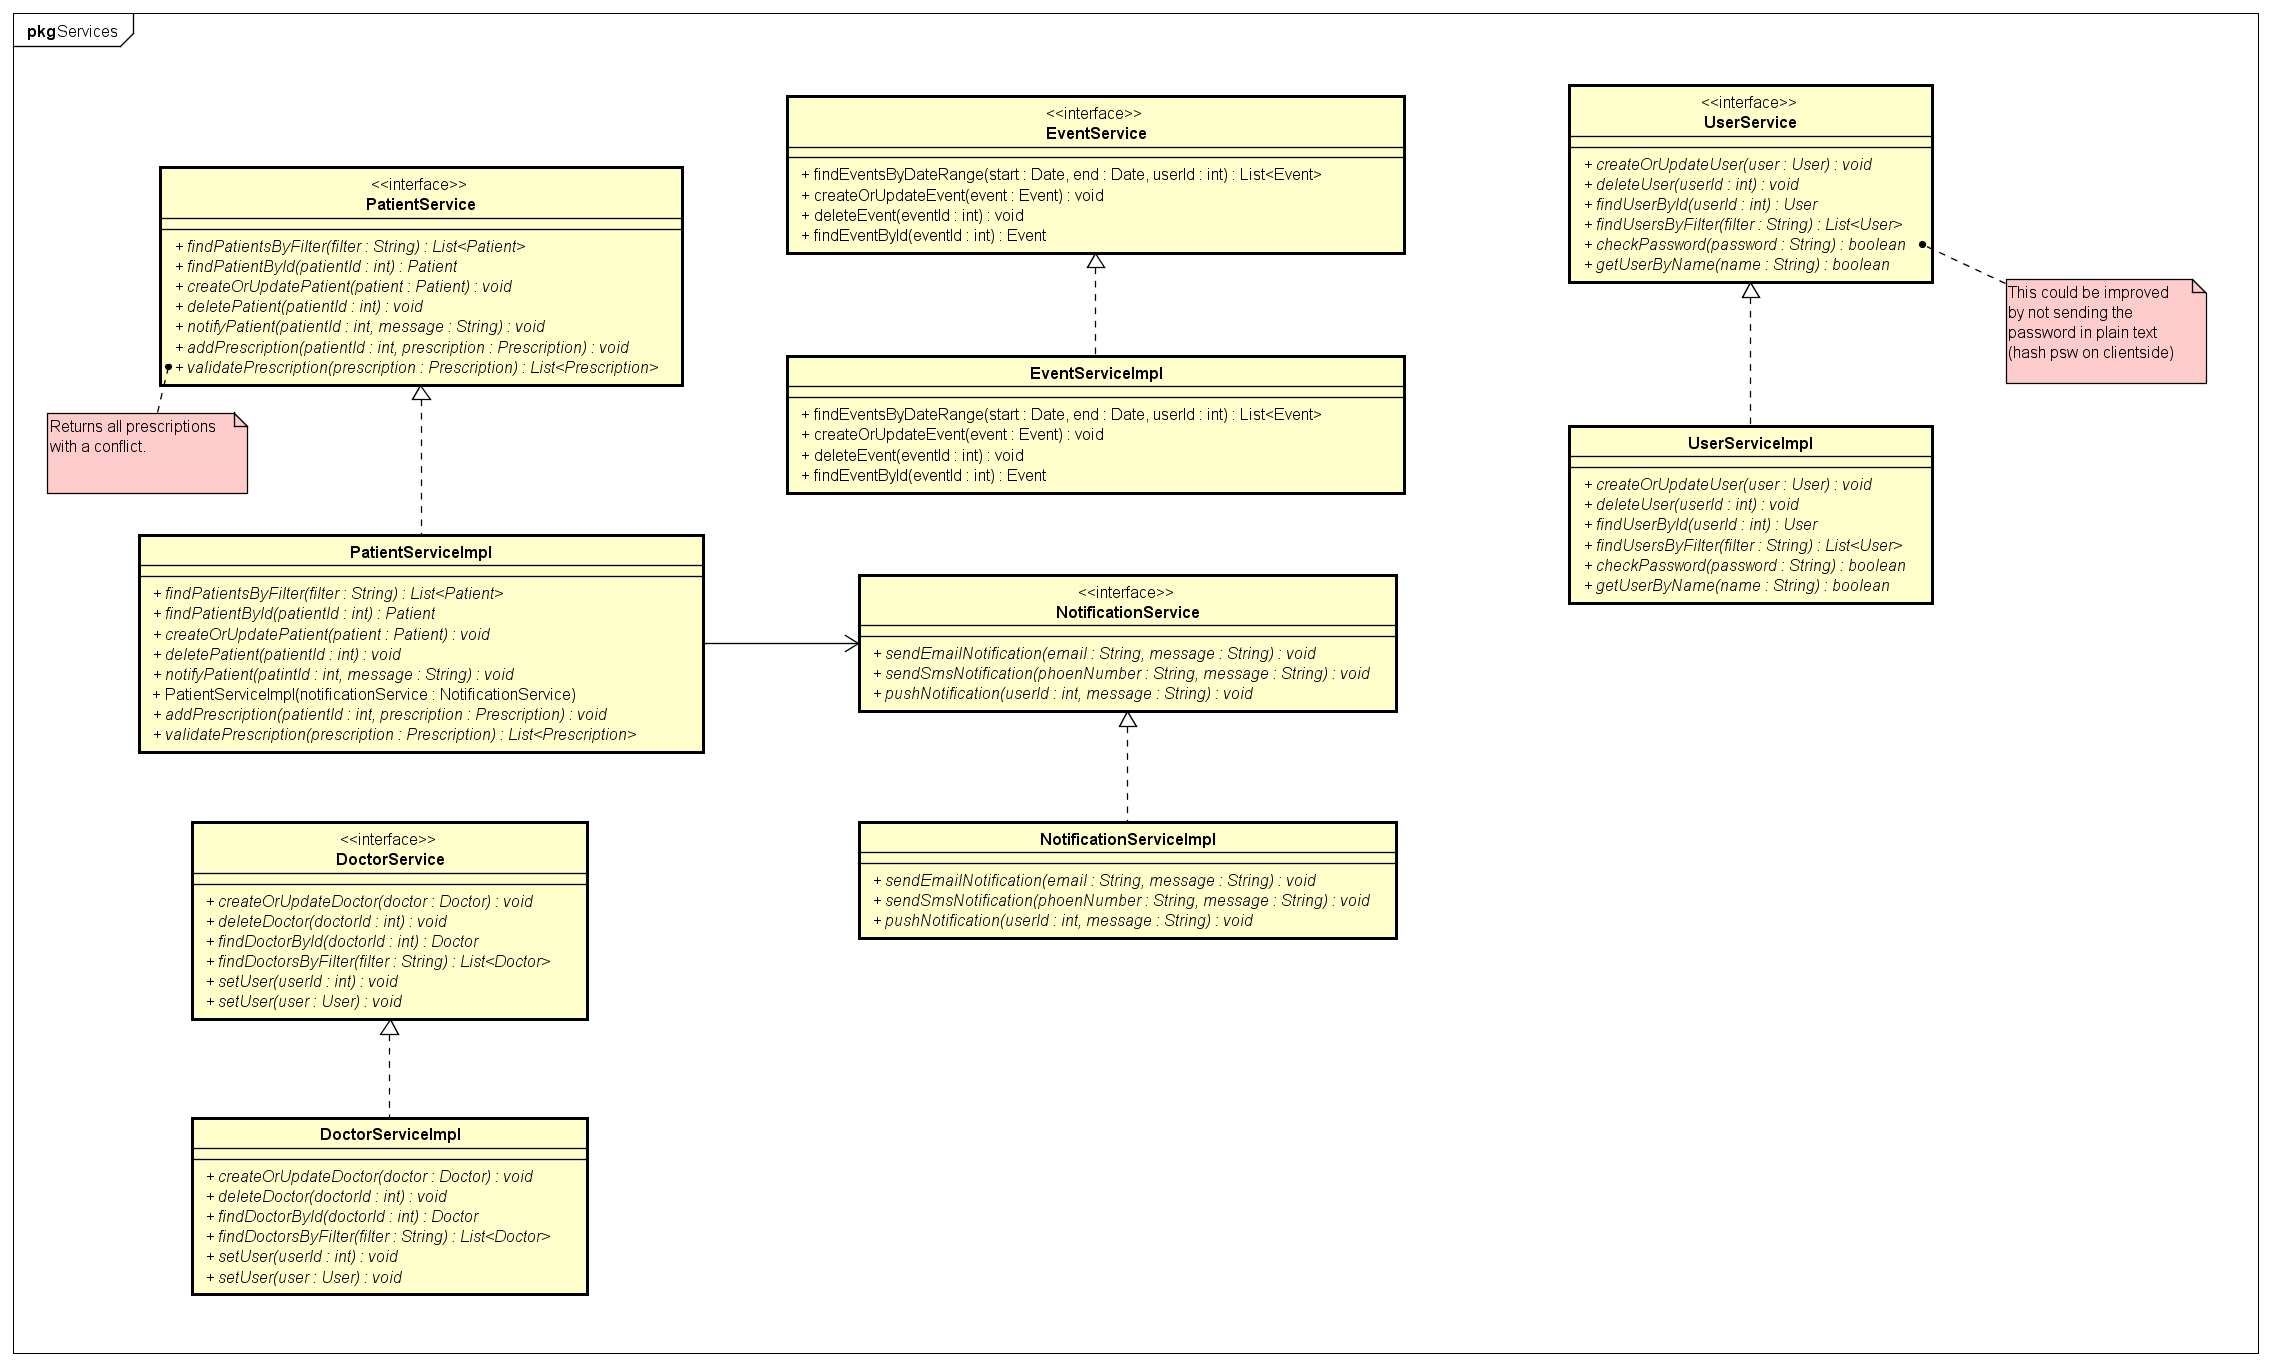 pkg Services
<<interface>>
PatientService
+ findPatientsByFilter(filter : String) : List<Patient>
+ findPatientById(patientId : int) : Patient
+ createOrUpdatePatient(patient : Patient) : void
+ deletePatient(patientId : int) : void
+ notifyPatient(patientId : int, message : String) : void
+ addPrescription(patientId : int, prescription : Prescription) : void
+ validatePrescription(prescription : Prescription) : List<Prescription>
Returns all prescriptions
with a conflict.
<<interface>>
EventService
+ findEventsByDateRange(start : Date, end : Date, userId : int) : List<Event>
+ createOrUpdateEvent(event : Event) : void
+ deleteEvent(eventId : int) : void
+ findEventById(eventId : int) : Event
<<interface>>
UserService
+ createOrUpdateUser(user : User) : void
+ deleteUser(userId : int) : void
+ findUserById(userId : int) : User
+ findUsersByFilter(filter : String) : List<User>
+ checkPassword(password : String) : boolean
+ getUserByName(name : String) : boolean
This could be improved
by not sending the
password in plain text
(hash psw on clientside)
EventServiceImpl
+ findEventsByDateRange(start : Date, end : Date, userId : int) : List<Event>
+ createOrUpdateEvent(event : Event) : void
+ deleteEvent(eventId : int) : void
+ findEventById(eventId : int) : Event
UserServiceImpl
+ createOrUpdateUser(user : User) : void
+ deleteUser(userId : int) : void
+ findUserById(userId : int) : User
+ findUsersByFilter(filter : String) : List<User>
+ checkPassword(password : String) : boolean
+ getUserByName(name : String) : boolean
PatientServiceImpl
+ findPatientsByFilter(filter : String) : List<Patient>
+ findPatientById(patientId : int) : Patient
+ createOrUpdatePatient(patient : Patient) : void
+ deletePatient(patientId : int) : void
+ notifyPatient(patintId : int, message : String) : void
+ PatientServiceImpl(notificationService : NotificationService)
+ addPrescription(patientId : int, prescription : Prescription) : void
+ validatePrescription(prescription : Prescription) : List<Prescription>
<<interface>>
NotificationService
+ sendEmailNotification(email : String, message : String) : void
+ sendSmsNotification(phoenNumber : String, message : String) : void
+ pushNotification(userId : int, message : String) : void
NotificationServiceImpl
+ sendEmailNotification(email : String, message : String) : void
+ sendSmsNotification(phoenNumber : String, message : String) : void
+ pushNotification(userId : int, message : String) : void
<<interface>>
DoctorService
+ createOrUpdateDoctor(doctor : Doctor) : void
+ deleteDoctor(doctorId : int) : void
+ findDoctorById(doctorId : int) : Doctor
+ findDoctorsByFilter(filter : String) : List<Doctor>
+ setUser(userId : int) : void
+ setUser(user : User) : void
DoctorServiceImpl
+ createOrUpdateDoctor(doctor : Doctor) : void
+ deleteDoctor(doctorId : int) : void
+ findDoctorById(doctorId : int) : Doctor
+ findDoctorsByFilter(filter : String) : List<Doctor>
+ setUser(userId : int) : void
+ setUser(user : User) : void